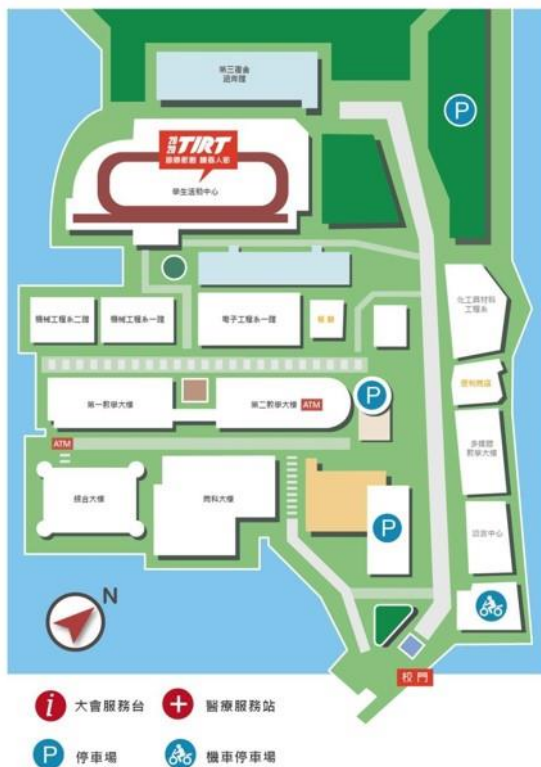 第三宿舍
2020 TIRT
學生活動中心
機械工程系二館
機械工程系一館
電子工程系一館
餐廳
化工與材料
工程系
便利商店
第一教學大樓
第二教學大樓 ATM
ATM
多媒體
教學大樓
語言中心
綜合大樓
商科大樓
P
P
P
N
校門
i 大會服務台
醫療服務站
P 停車場
機車停車場